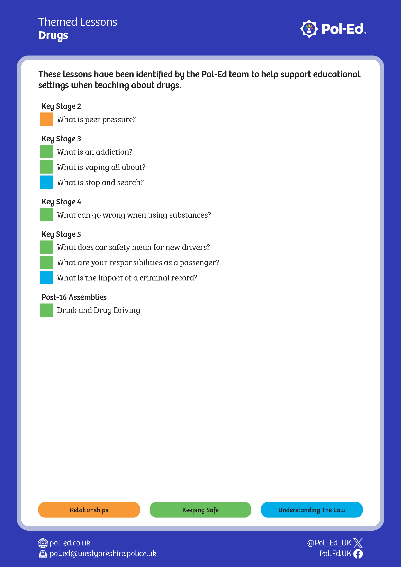 Themed Lessons
Drugs
Pol-Ed.
These lessons have been identified by the Pol-Ed team to help support educational
settings when teaching about drugs.
Key Stage 2
What is peer pressure?
Key Stage 3
What is an addiction?
What is vaping all about?
What is stop and search?
Key Stage 4
What can go wrong when using substances?
Key Stage 5
What does car safety mean for new drivers?
What are your responsibilities as a passenger?
What is the impact of a criminal record?
Post-16 Assemblies
Drink and Drug Driving
Relationships
Keeping Safe
Understanding The Law
pol-ed.co.uk
pol.ed@westyorkshire.police.uk
@Pol_Ed_UK
Pol.Ed.UK